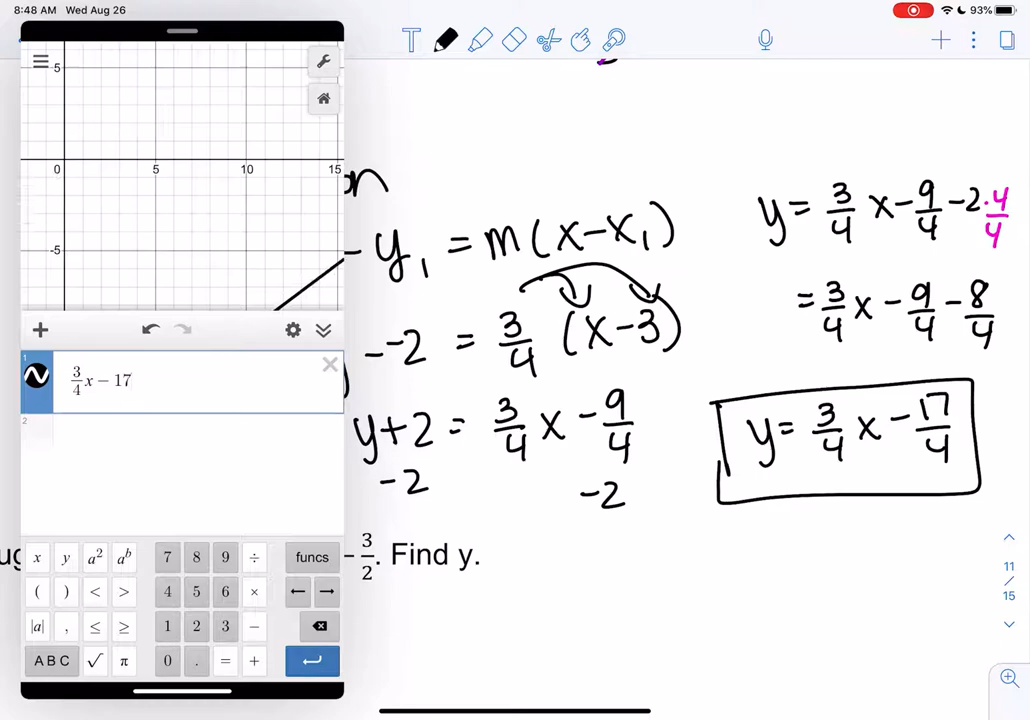 8:48 AM Wed Aug 26
93%
T
5
0 5 10 15
-5
on
- y₁ = m(x-x₁)
--2 = 3/4 (x-3)
y+2 = 3/4 x - 9/4
-2 -2
y= 3/4 x - 9/4 - 2·4/4
= 3/4 x - 9/4 - 8/4
y= 3/4 x - 17/4
1
3/4 x − 17
2
- 3/2. Find y.
x y a² aᵇ 7 8 9 ÷ funcs
( ) < > 4 5 6 × ← →
|a| , ≤ ≥ 1 2 3 −
A B C √ π 0 . = +
11
/
15